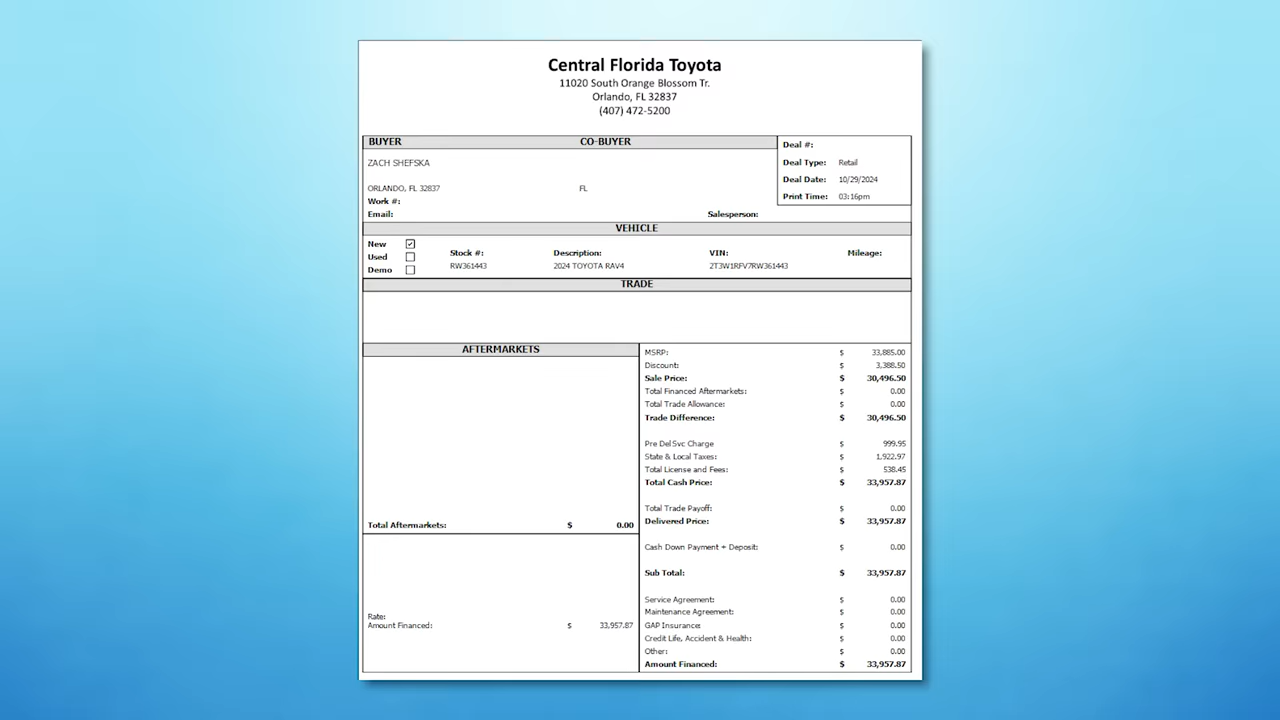 Central Florida Toyota
11020 South Orange Blossom Tr.
Orlando, FL 32837
(407) 472-5200
BUYER CO-BUYER
Deal #:
ZACH SHEFSKA
Deal Type: Retail
Deal Date: 10/29/2024
ORLANDO, FL 32837 FL
Print Time: 03:16pm
Work #:
Email: Salesperson:
VEHICLE
New ☑
Used ☐
Demo ☐
Stock #: Description: VIN: Mileage:
RW361443 2024 TOYOTA RAV4 2T3W1RFV7RW361443
TRADE
AFTERMARKETS
Total Aftermarkets: $ 0.00
Rate:
Amount Financed: $ 33,957.87
MSRP: $ 33,885.00
Discount: $ 3,388.50
Sale Price: $ 30,496.50
Total Financed Aftermarkets: $ 0.00
Total Trade Allowance: $ 0.00
Trade Difference: $ 30,496.50
Pre Del Svc Charge $ 999.95
State & Local Taxes: $ 1,922.97
Total License and Fees: $ 538.45
Total Cash Price: $ 33,957.87
Total Trade Payoff: $ 0.00
Delivered Price: $ 33,957.87
Cash Down Payment + Deposit: $ 0.00
Sub Total: $ 33,957.87
Service Agreement: $ 0.00
Maintenance Agreement: $ 0.00
GAP Insurance: $ 0.00
Credit Life, Accident & Health: $ 0.00
Other: $ 0.00
Amount Financed: $ 33,957.87